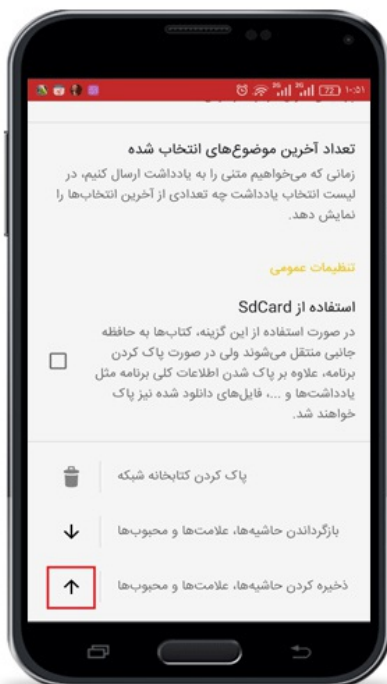 72 ۱۰:۵۱
تعداد آخرین موضوع‌های انتخاب شده
زمانی که می‌خواهیم متنی را به یادداشت ارسال کنیم، در
لیست انتخاب یادداشت چه تعدادی از آخرین انتخاب‌ها را
نمایش دهد.
تنظیمات عمومی
استفاده از SdCard
در صورت استفاده از این گزینه، کتاب‌ها به حافظه
جانبی منتقل می‌شوند ولی در صورت پاک کردن
برنامه، علاوه بر پاک شدن اطلاعات کلی برنامه مثل
یادداشت‌ها و ...، فایل‌های دانلود شده نیز پاک
خواهند شد.
پاک کردن کتابخانه شبکه
بازگرداندن حاشیه‌ها، علامت‌ها و محبوب‌ها
ذخیره کردن حاشیه‌ها، علامت‌ها و محبوب‌ها